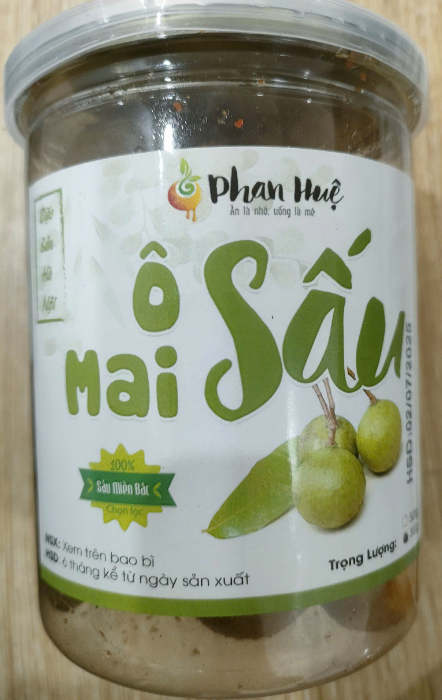 Phan Huệ
Ăn là nhớ, uống là mê
Đặc
Sản
Hà
Nội
Ô
Mai
Sấu
100%
Sấu Miền Bắc
Chọn lọc
HSD:02/07/2025
NSX: Xem trên bao bì
HSD: 6 tháng kể từ ngày sản xuất
Trọng Lượng: